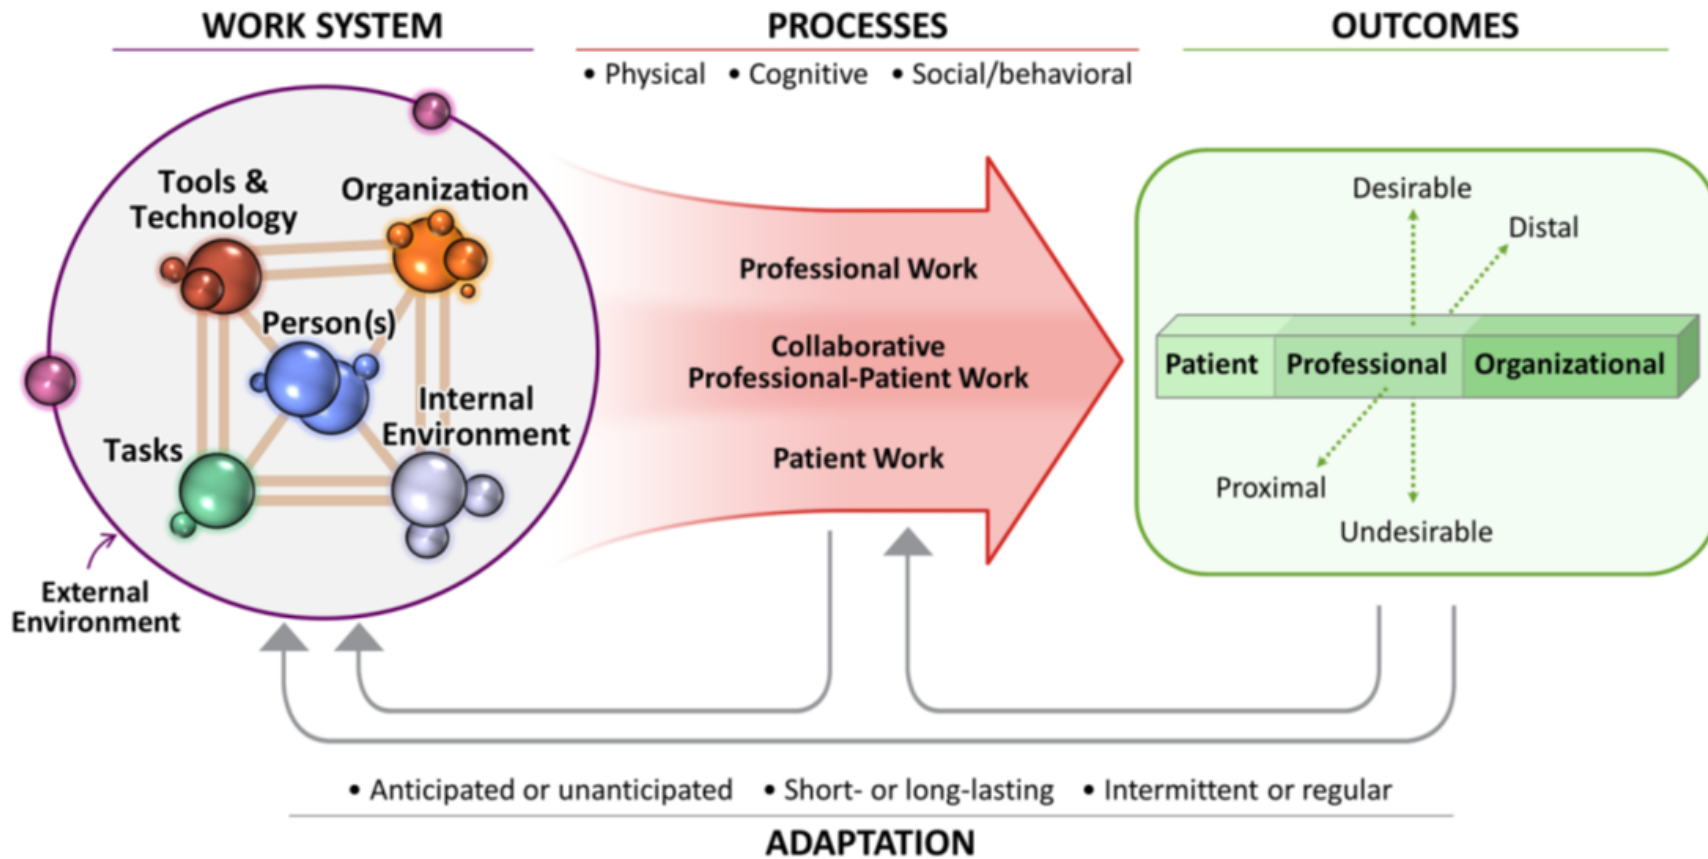 WORK SYSTEM
PROCESSES
OUTCOMES
• Physical • Cognitive • Social/behavioral
Tools &
Technology
Organization
Person(s)
Internal
Environment
Tasks
External
Environment
Professional Work
Collaborative
Professional-Patient Work
Patient Work
Desirable
Distal
Patient
Professional
Organizational
Proximal
Undesirable
• Anticipated or unanticipated • Short- or long-lasting • Intermittent or regular
ADAPTATION